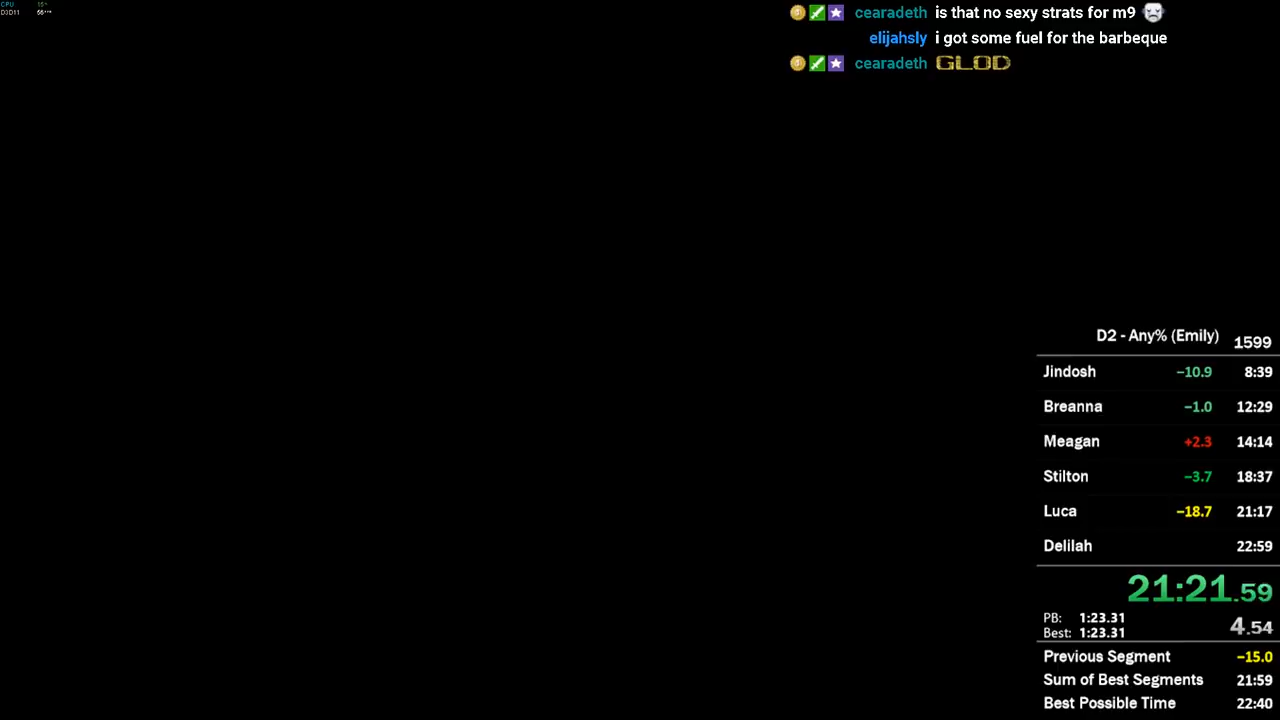 CPU 15%
D3D11
cearadeth is that no sexy strats for m9
elijahsly i got some fuel for the barbeque
cearadeth GLOD
D2 - Any% (Emily) 1599
Jindosh −10.9 8:39
Breanna −1.0 12:29
Meagan +2.3 14:14
Stilton −3.7 18:37
Luca −18.7 21:17
Delilah 22:59
21:21.59
PB: 1:23.31
Best: 1:23.31
4.54
Previous Segment −15.0
Sum of Best Segments 21:59
Best Possible Time 22:40